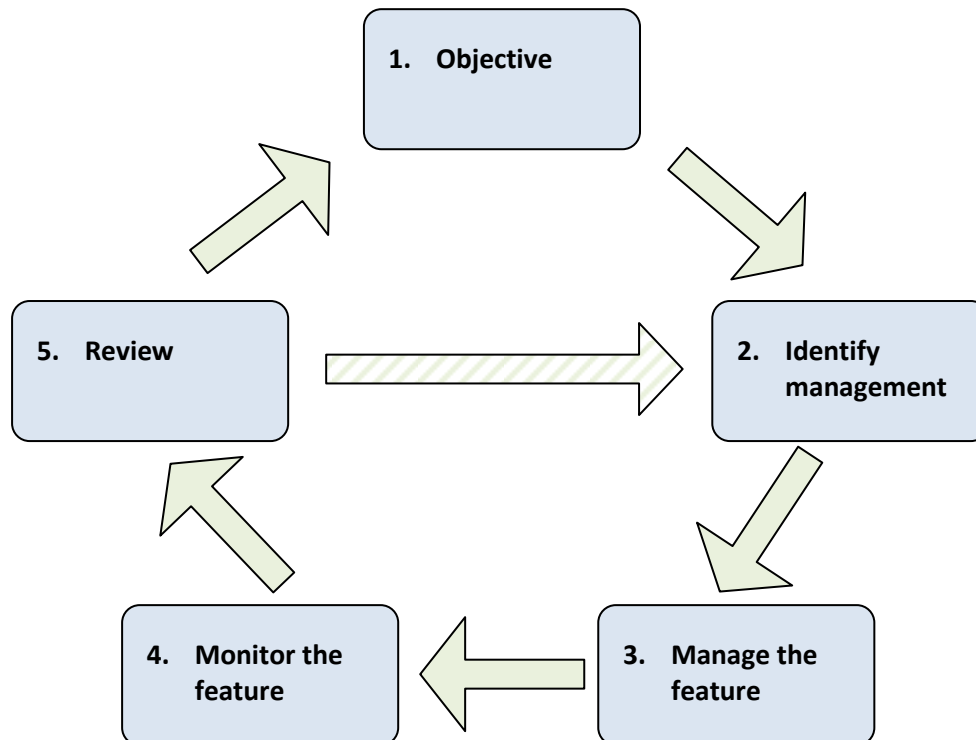 1. Objective
5. Review
2. Identify
management
4. Monitor the
feature
3. Manage the
feature